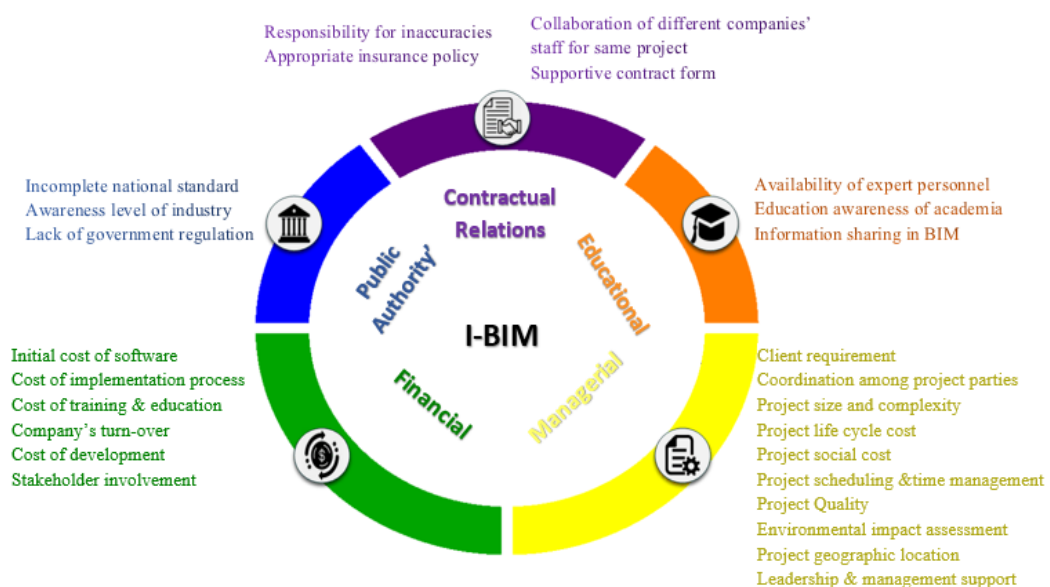 Responsibility for inaccuracies
Appropriate insurance policy
Collaboration of different companies'
staff for same project
Supportive contract form
Incomplete national standard
Awareness level of industry
Lack of government regulation
Availability of expert personnel
Education awareness of academia
Information sharing in BIM
Contractual
Relations
Public
Authority'
Educational
I-BIM
Financial
Managerial
Initial cost of software
Cost of implementation process
Cost of training & education
Company's turn-over
Cost of development
Stakeholder involvement
$
Client requirement
Coordination among project parties
Project size and complexity
Project life cycle cost
Project social cost
Project scheduling &time management
Project Quality
Environmental impact assessment
Project geographic location
Leadership & management support